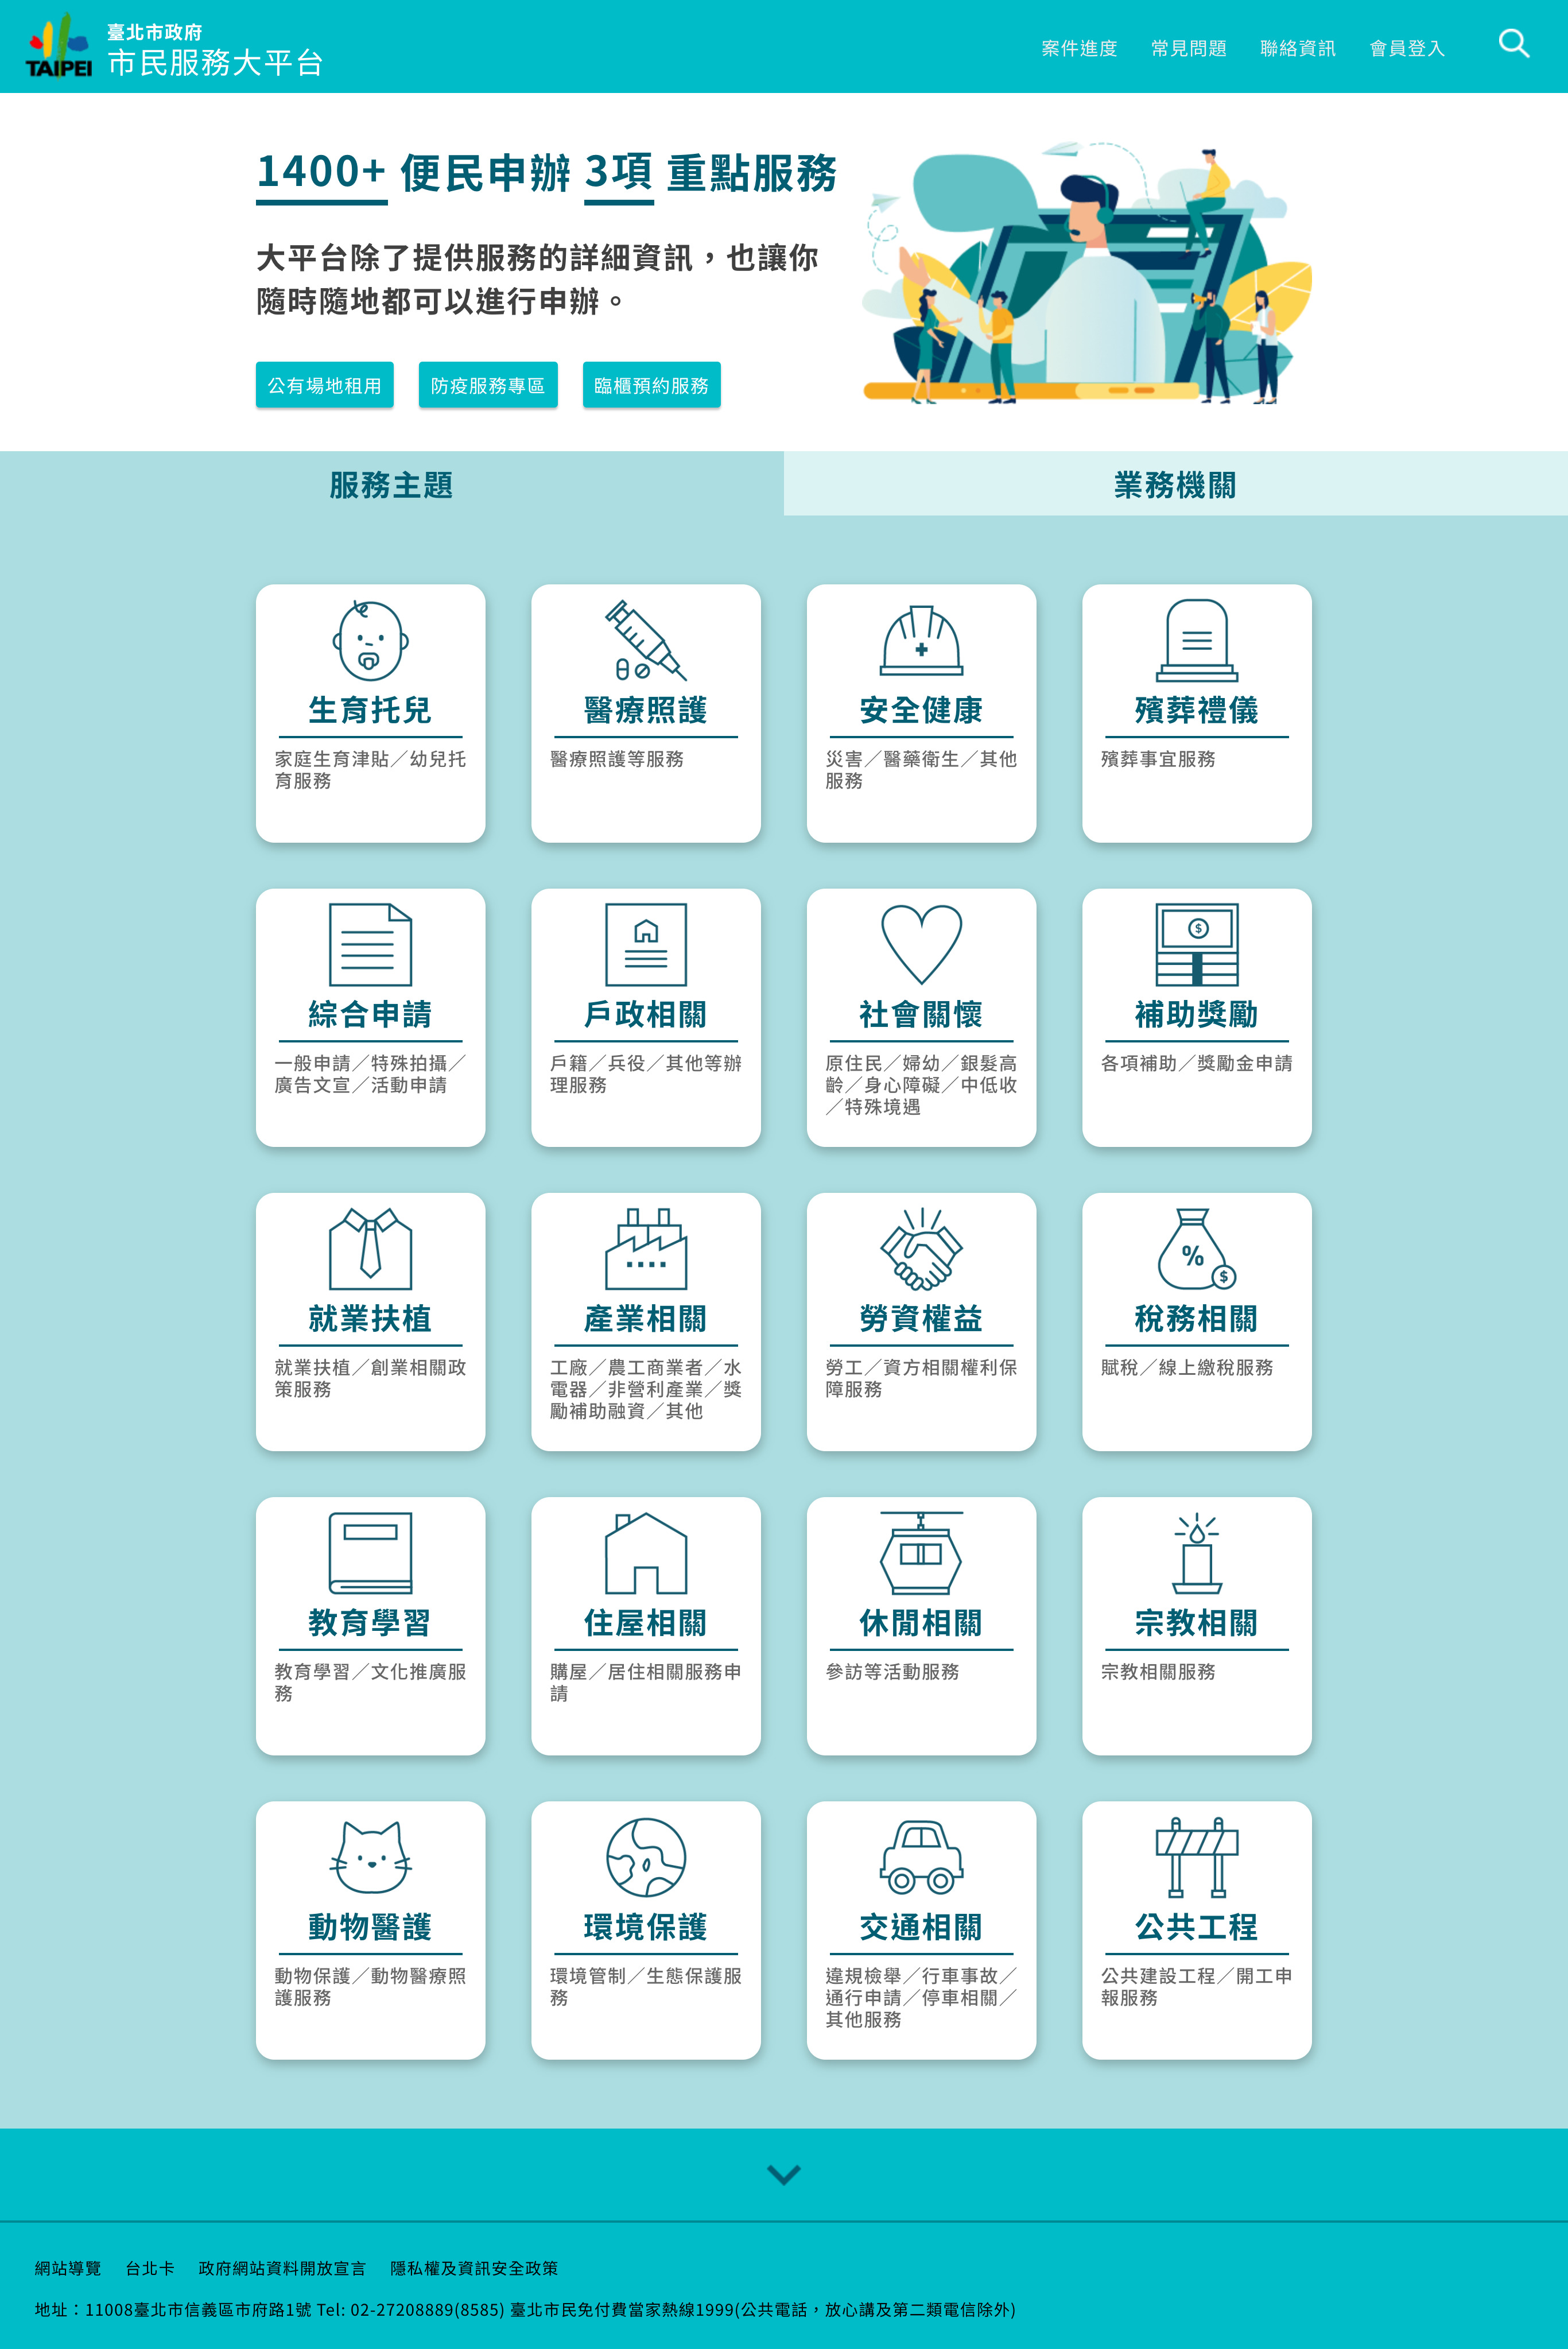 TAIPEI
臺北市政府
市民服務大平台
案件進度 常見問題 聯絡資訊 會員登入
1400+ 便民申辦 3項 重點服務
大平台除了提供服務的詳細資訊，也讓你
隨時隨地都可以進行申辦。
公有場地租用 防疫服務專區 臨櫃預約服務
服務主題 業務機關
生育托兒
家庭生育津貼／幼兒托
育服務
醫療照護
醫療照護等服務
安全健康
災害／醫藥衛生／其他
服務
殯葬禮儀
殯葬事宜服務
綜合申請
一般申請／特殊拍攝／
廣告文宣／活動申請
戶政相關
戶籍／兵役／其他等辦
理服務
社會關懷
原住民／婦幼／銀髮高
齡／身心障礙／中低收
／特殊境遇
$
補助獎勵
各項補助／獎勵金申請
就業扶植
就業扶植／創業相關政
策服務
產業相關
工廠／農工商業者／水
電器／非營利產業／獎
勵補助融資／其他
勞資權益
勞工／資方相關權利保
障服務
%
$
稅務相關
賦稅／線上繳稅服務
教育學習
教育學習／文化推廣服
務
住屋相關
購屋／居住相關服務申
請
休閒相關
參訪等活動服務
宗教相關
宗教相關服務
動物醫護
動物保護／動物醫療照
護服務
環境保護
環境管制／生態保護服
務
交通相關
違規檢舉／行車事故／
通行申請／停車相關／
其他服務
公共工程
公共建設工程／開工申
報服務
網站導覽 台北卡 政府網站資料開放宣言 隱私權及資訊安全政策
地址：11008臺北市信義區市府路1號 Tel: 02-27208889(8585) 臺北市民免付費當家熱線1999(公共電話，放心講及第二類電信除外)